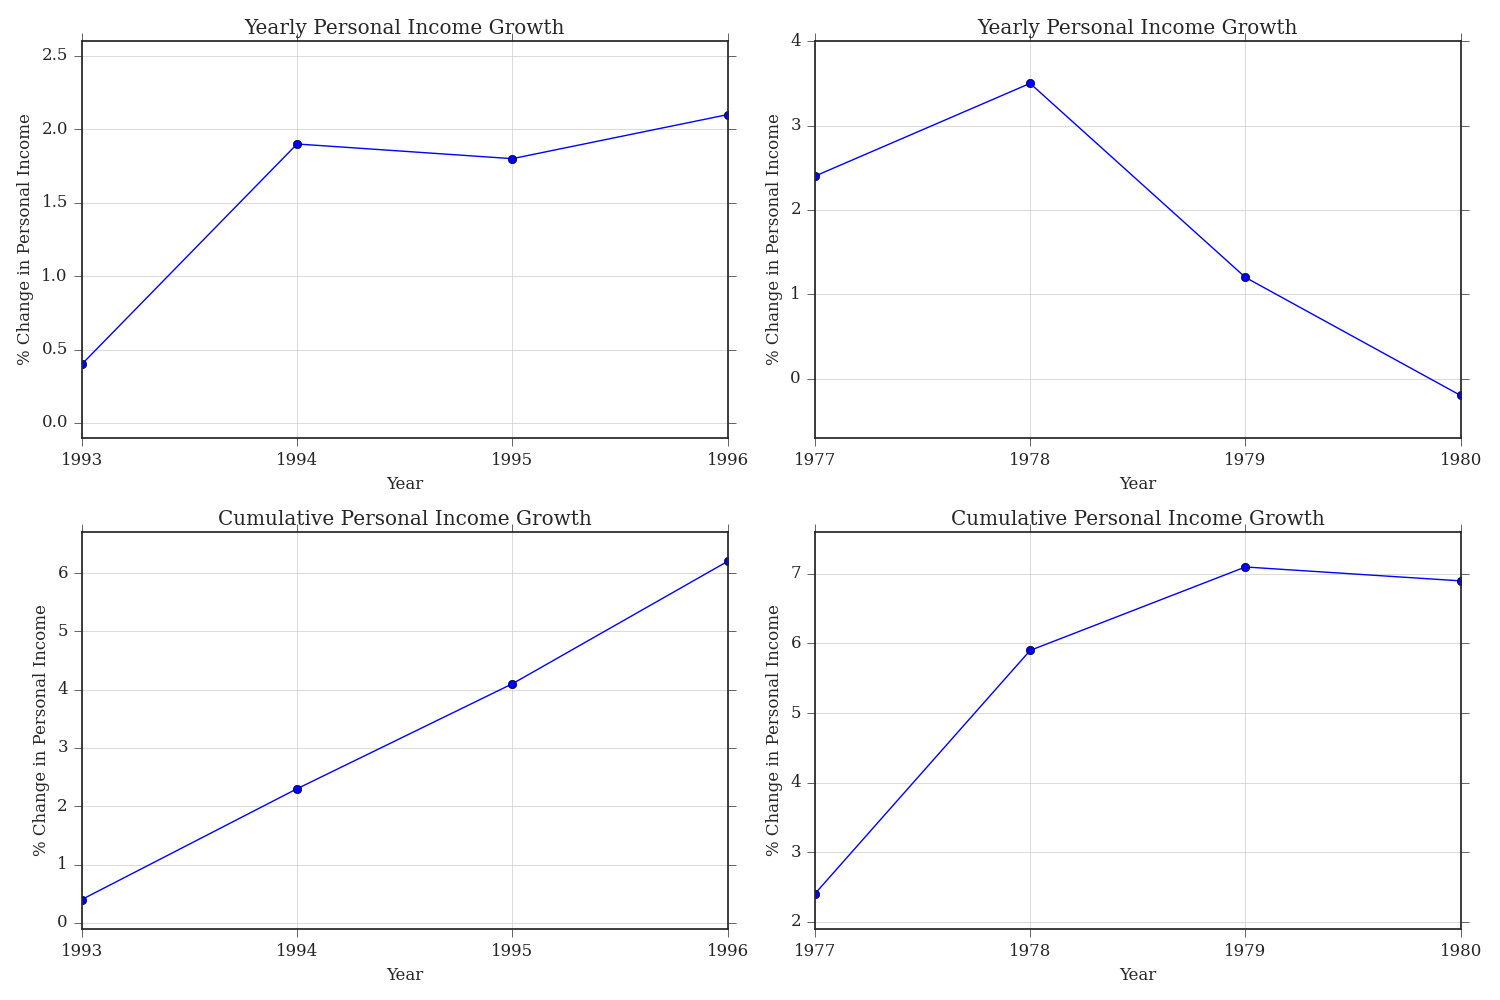 Yearly Personal Income Growth
% Change in Personal Income
2.5
2.0
1.5
1.0
0.5
0.0
1993 1994 1995 1996
Year
Yearly Personal Income Growth
% Change in Personal Income
4
3
2
1
0
1977 1978 1979 1980
Year
Cumulative Personal Income Growth
% Change in Personal Income
6
5
4
3
2
1
0
1993 1994 1995 1996
Year
Cumulative Personal Income Growth
% Change in Personal Income
7
6
5
4
3
2
1977 1978 1979 1980
Year